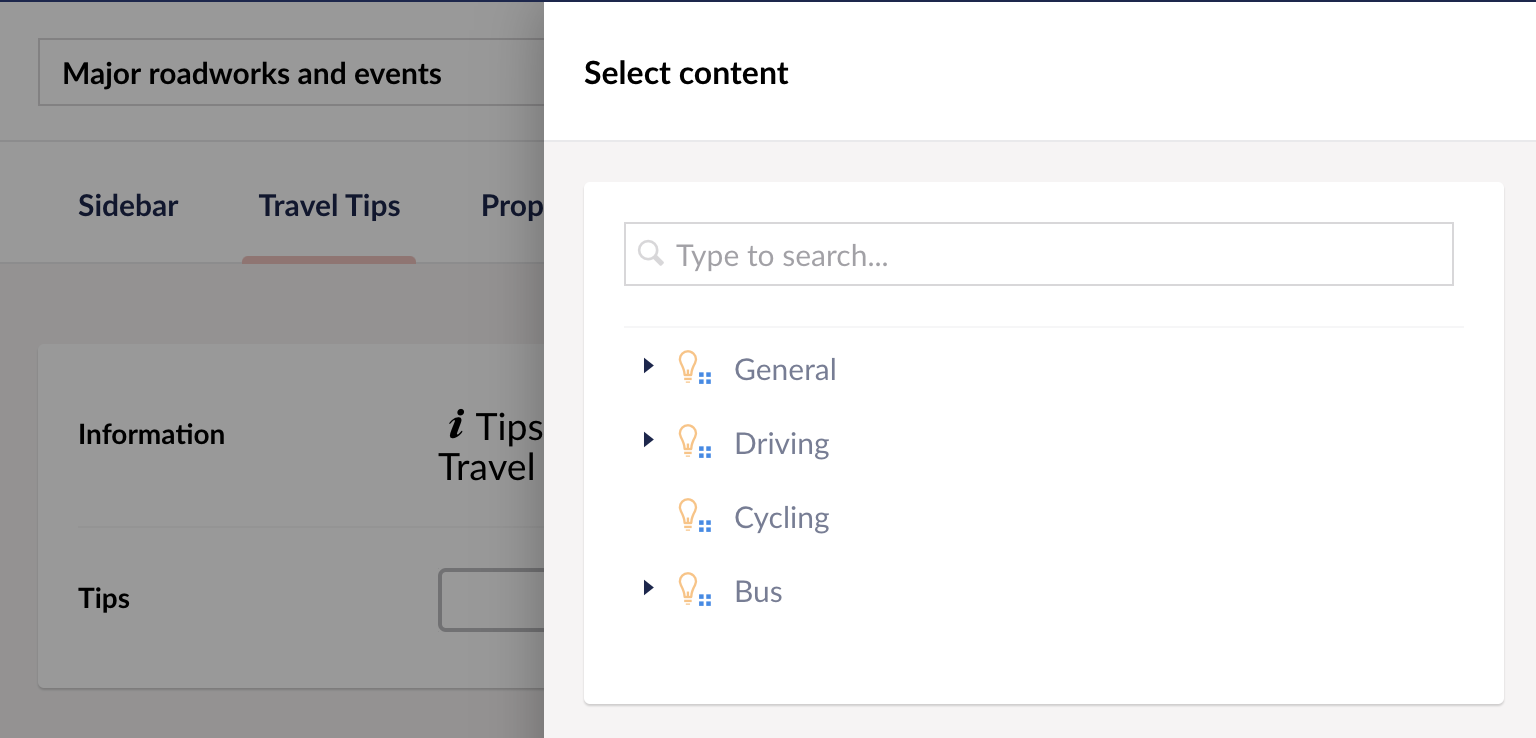 Major roadworks and events
Select content
Sidebar
Travel Tips
Prop
Type to search...
General
Driving
Cycling
Bus
Information
i Tips
Travel
Tips